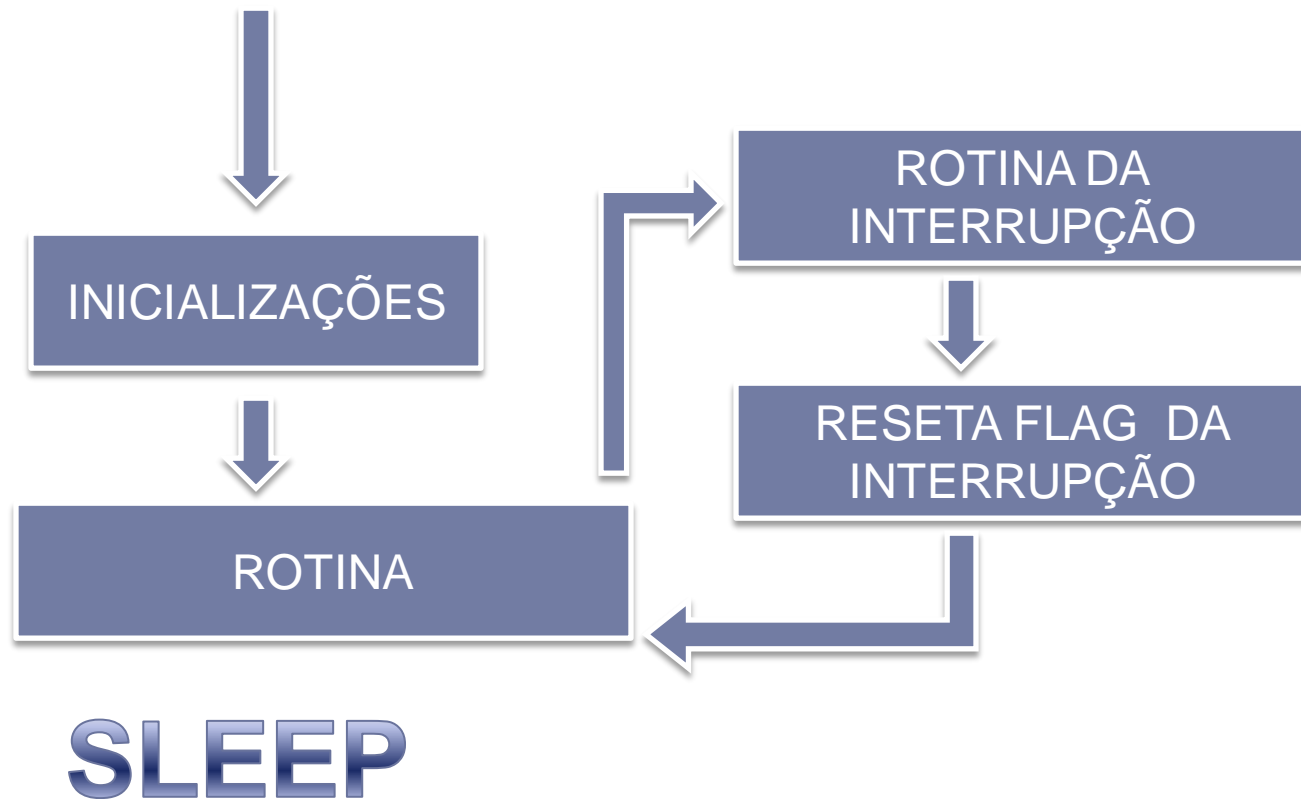 INICIALIZAÇÕES
ROTINA
ROTINA DA
INTERRUPÇÃO
RESETA FLAG DA
INTERRUPÇÃO
SLEEP